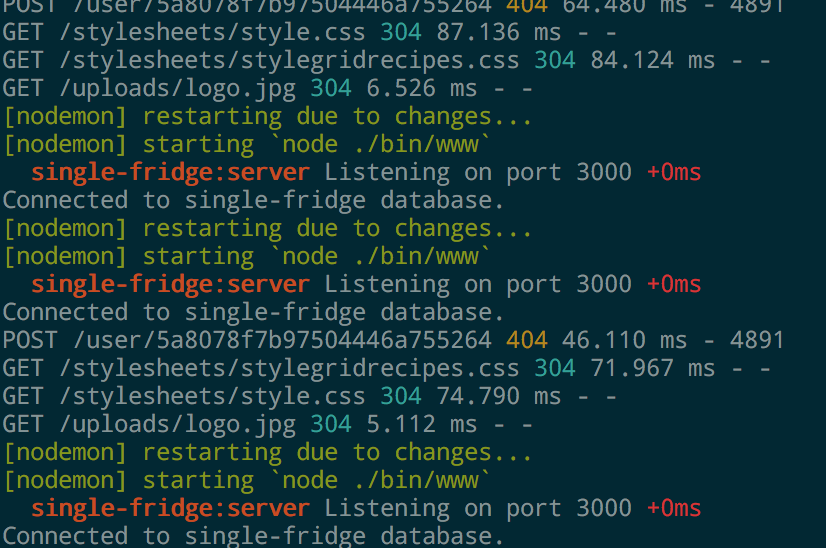 POST /user/5a8078f7b97504446a755264 404 64.480 ms - 4891
GET /stylesheets/style.css 304 87.136 ms - -
GET /stylesheets/stylegridrecipes.css 304 84.124 ms - -
GET /uploads/logo.jpg 304 6.526 ms - -
[nodemon] restarting due to changes...
[nodemon] starting `node ./bin/www`
single-fridge:server Listening on port 3000 +0ms
Connected to single-fridge database.
[nodemon] restarting due to changes...
[nodemon] starting `node ./bin/www`
single-fridge:server Listening on port 3000 +0ms
Connected to single-fridge database.
POST /user/5a8078f7b97504446a755264 404 46.110 ms - 4891
GET /stylesheets/stylegridrecipes.css 304 71.967 ms - -
GET /stylesheets/style.css 304 74.790 ms - -
GET /uploads/logo.jpg 304 5.112 ms - -
[nodemon] restarting due to changes...
[nodemon] starting `node ./bin/www`
single-fridge:server Listening on port 3000 +0ms
Connected to single-fridge database.